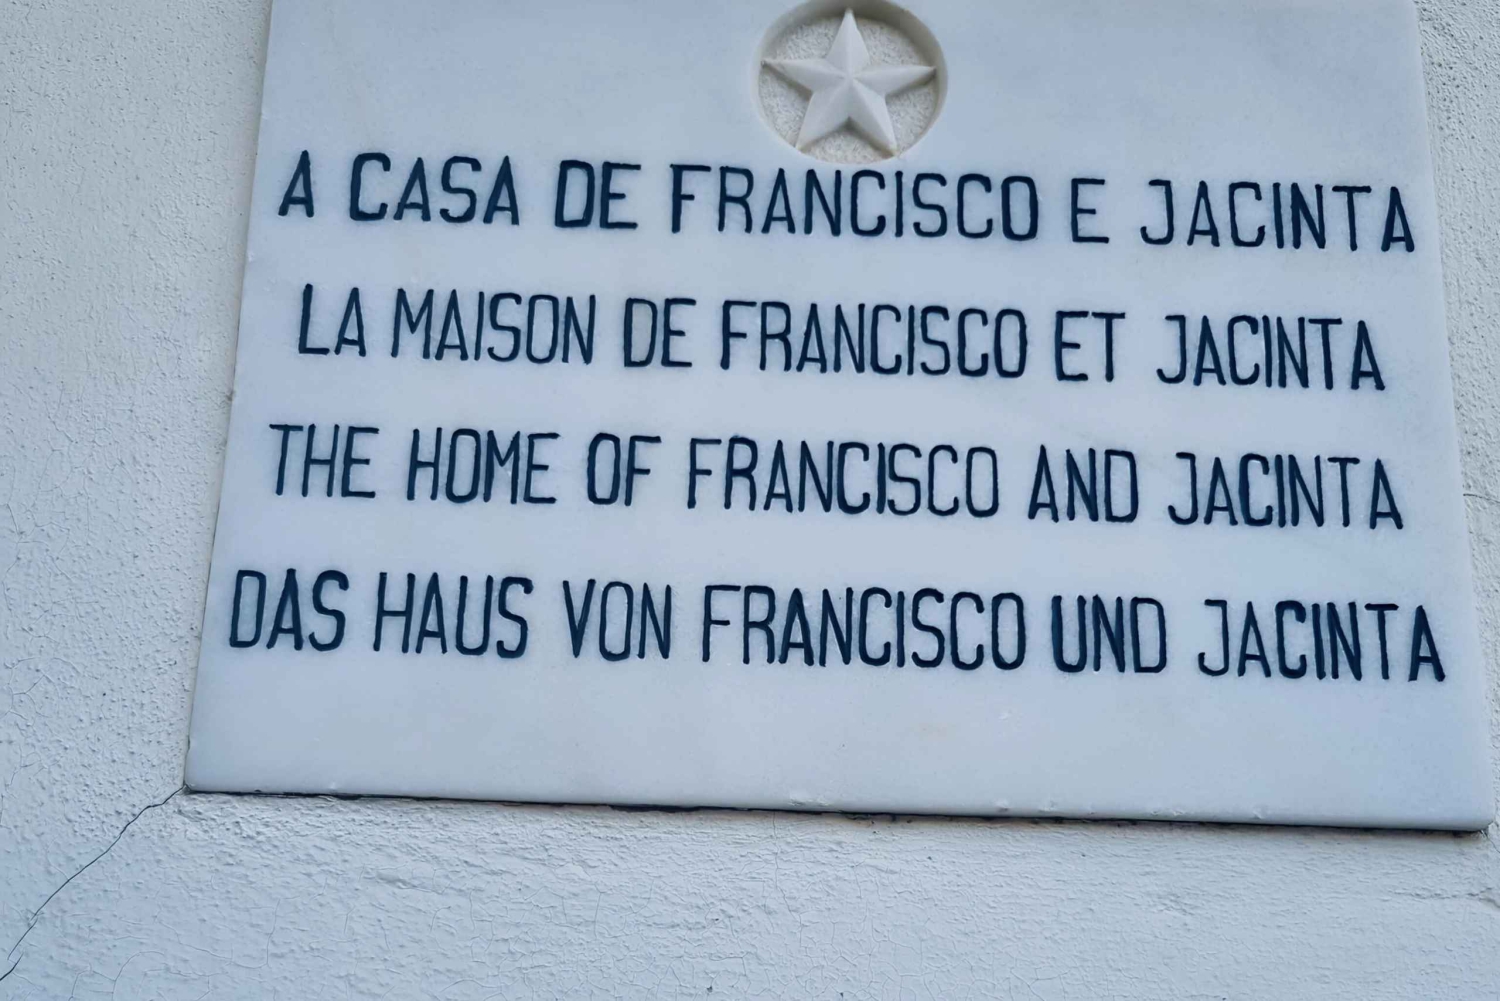 A CASA DE FRANCISCO E JACINTA
LA MAISON DE FRANCISCO ET JACINTA
THE HOME OF FRANCISCO AND JACINTA
DAS HAUS VON FRANCISCO UND JACINTA